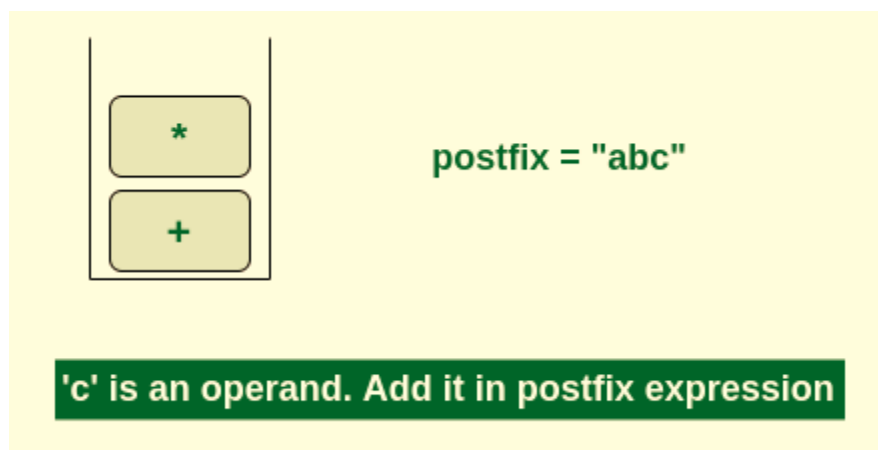 *
postfix = "abc"
+
'c' is an operand. Add it in postfix expression